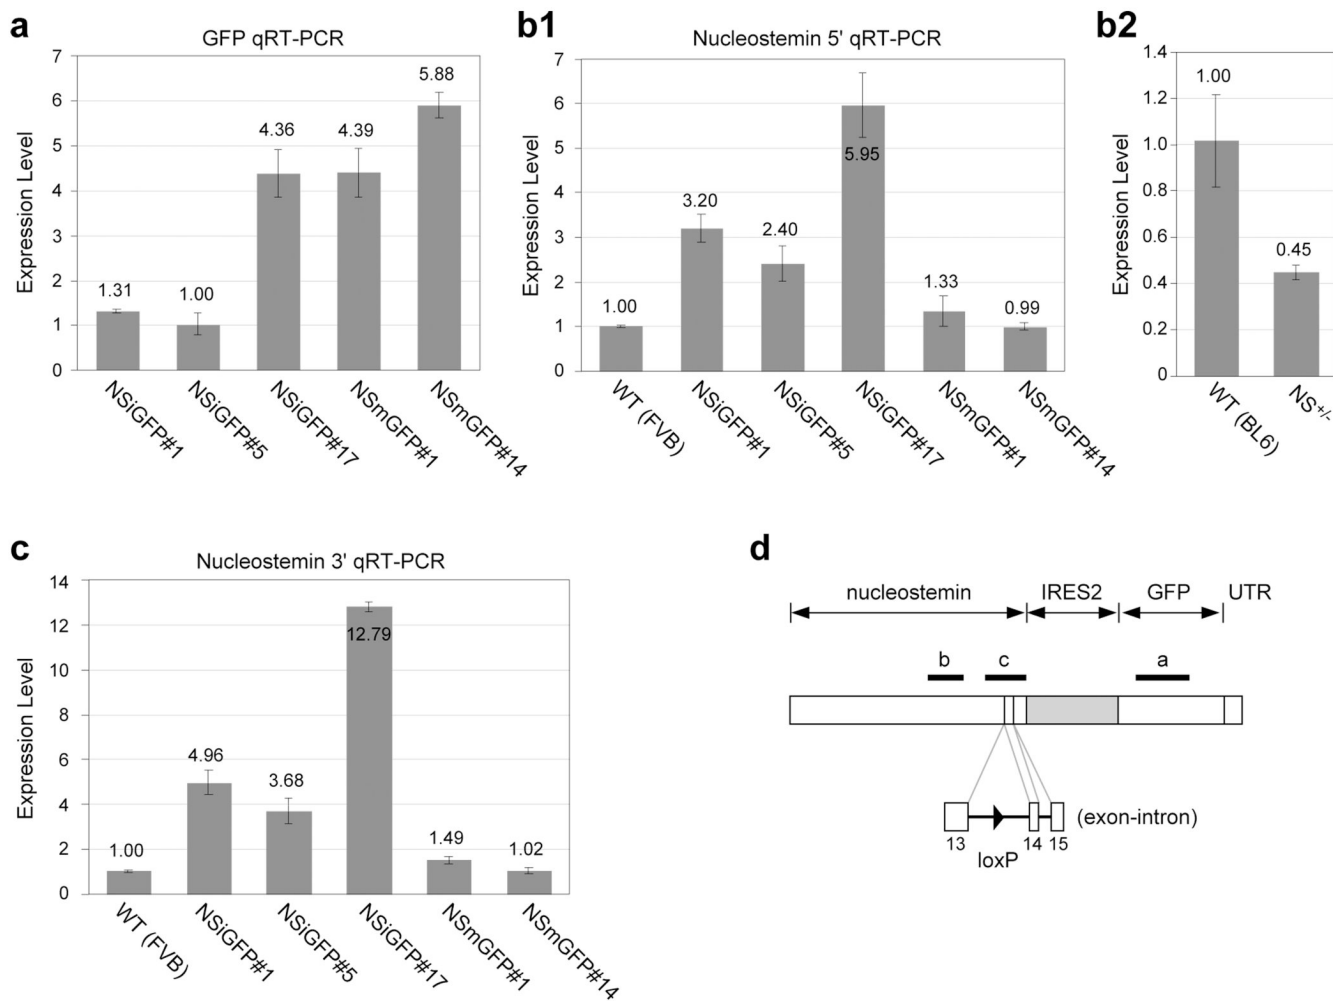 a
GFP qRT-PCR
Expression Level
7
6
5
4
3
2
1
0
1.31
1.00
4.36
4.39
5.88
NSiGFP#1
NSiGFP#5
NSiGFP#17
NSmGFP#1
NSmGFP#14
b1
Nucleostemin 5' qRT-PCR
Expression Level
7
6
5
4
3
2
1
0
1.00
3.20
2.40
5.95
1.33
0.99
WT (FVB)
NSiGFP#1
NSiGFP#5
NSiGFP#17
NSmGFP#1
NSmGFP#14
b2
Expression Level
1.4
1.2
1.0
0.8
0.6
0.4
0.2
0
1.00
0.45
WT (BL6)
NS+/-
c
Nucleostemin 3' qRT-PCR
Expression Level
14
12
10
8
6
4
2
0
1.00
4.96
3.68
12.79
1.49
1.02
WT (FVB)
NSiGFP#1
NSiGFP#5
NSiGFP#17
NSmGFP#1
NSmGFP#14
d
nucleostemin IRES2 GFP UTR
b c a
(exon-intron)
13 14 15
loxP